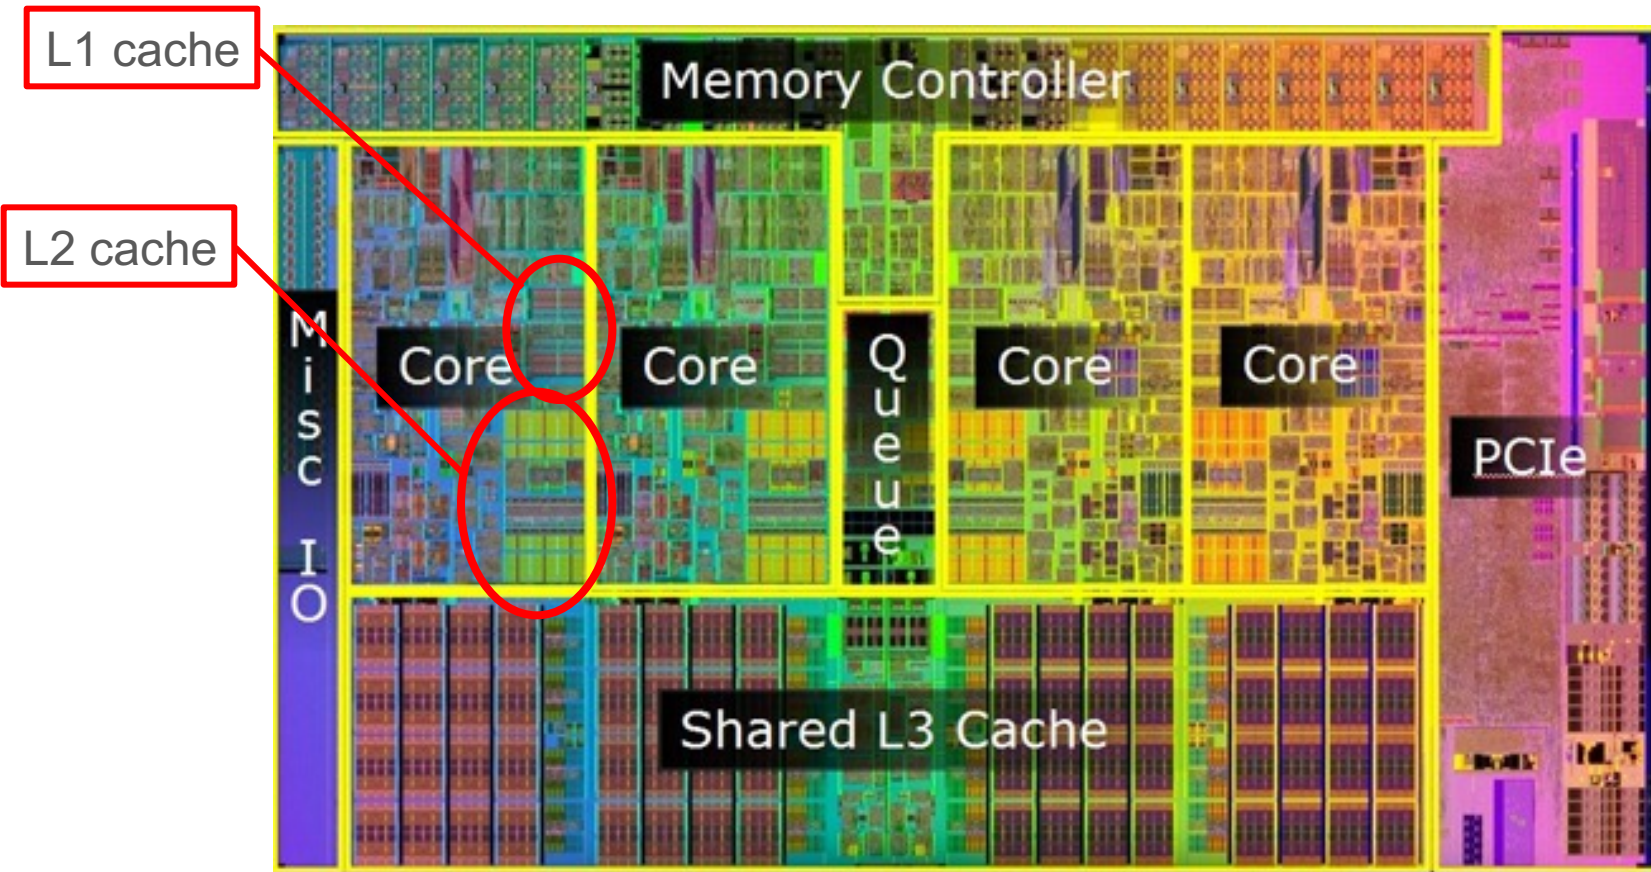 L1 cache
Memory Controller
L2 cache
Misc IO
Core
Core
Queue
Core
Core
PCIe
Shared L3 Cache